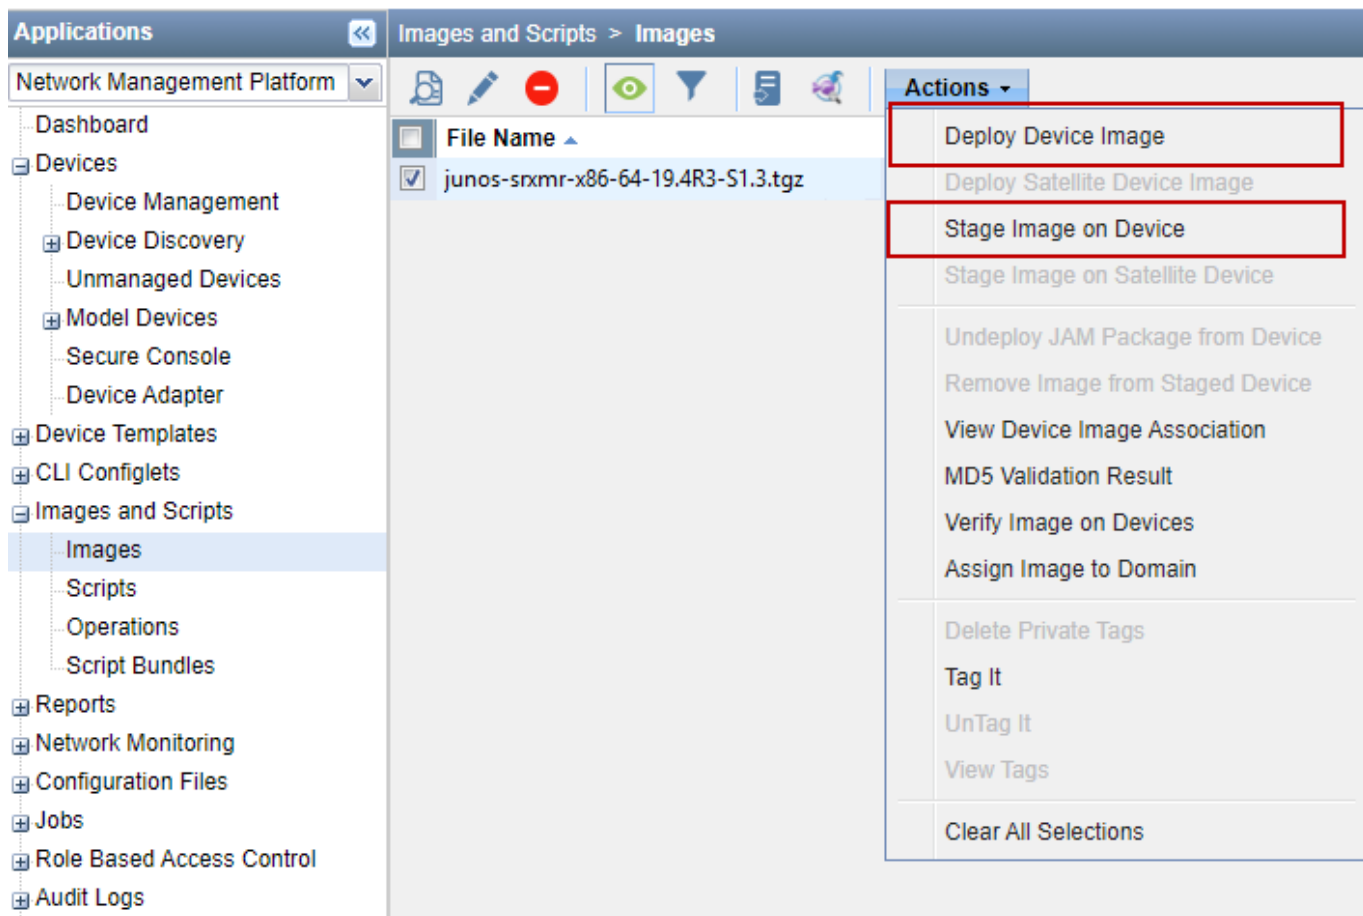 Applications
Network Management Platform
Dashboard
Devices
Device Management
Device Discovery
Unmanaged Devices
Model Devices
Secure Console
Device Adapter
Device Templates
CLI Configlets
Images and Scripts
Images
Scripts
Operations
Script Bundles
Reports
Network Monitoring
Configuration Files
Jobs
Role Based Access Control
Audit Logs
Images and Scripts > Images
File Name
junos-srxmr-x86-64-19.4R3-S1.3.tgz
Actions
Deploy Device Image
Deploy Satellite Device Image
Stage Image on Device
Stage Image on Satellite Device
Undeploy JAM Package from Device
Remove Image from Staged Device
View Device Image Association
MD5 Validation Result
Verify Image on Devices
Assign Image to Domain
Delete Private Tags
Tag It
UnTag It
View Tags
Clear All Selections